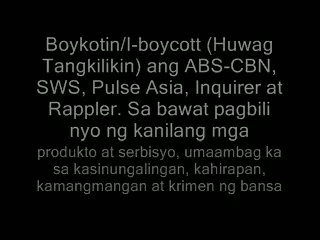 Boykotin/I-boycott (Huwag
Tangkilikin) ang ABS-CBN,
SWS, Pulse Asia, Inquirer at
Rappler. Sa bawat pagbili
nyo ng kanilang mga
produkto at serbisyo, umaambag ka
sa kasinungalingan, kahirapan,
kamangmangan at krimen ng bansa